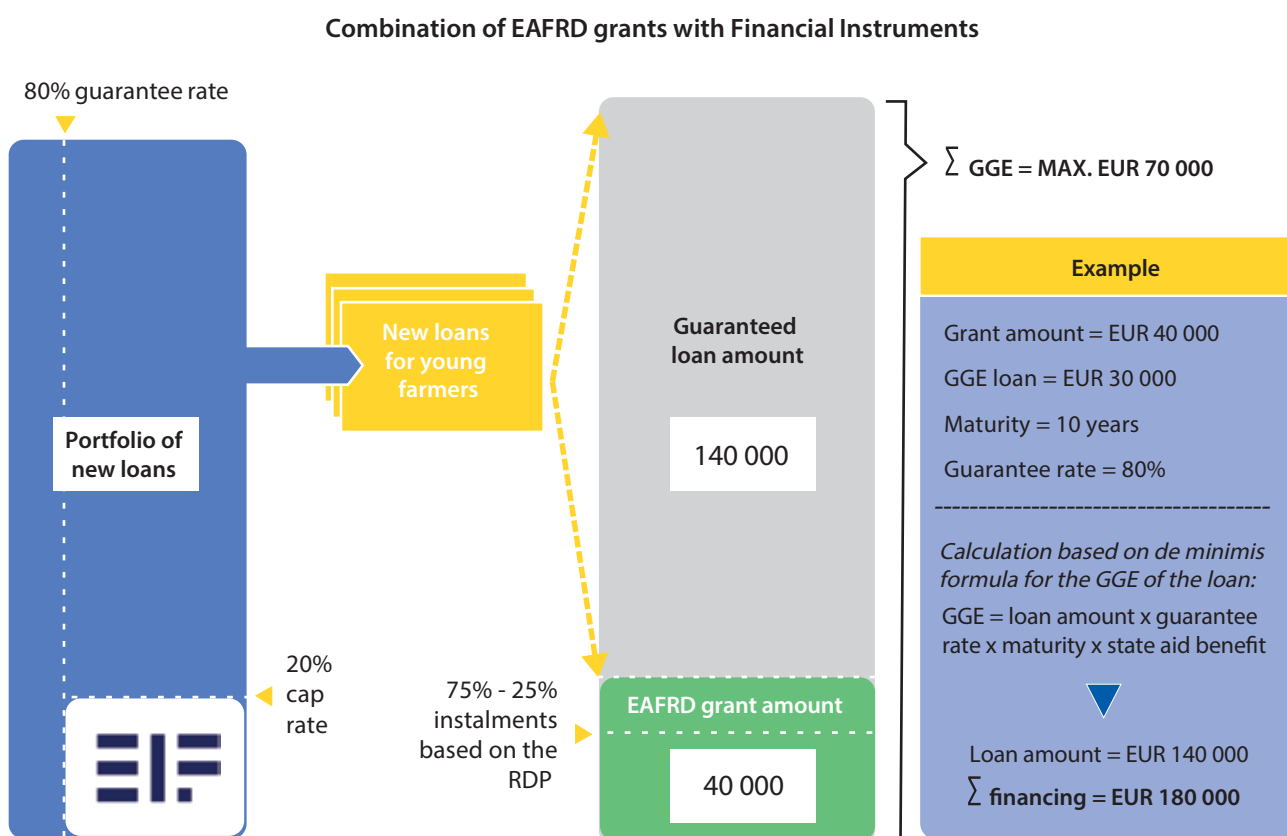 Combination of EAFRD grants with Financial Instruments
80% guarantee rate
Portfolio of
new loans
20%
cap
rate
EIF
New loans
for young
farmers
Guaranteed
loan amount
140 000
75% - 25%
instalments
based on the
RDP
EAFRD grant amount
40 000
∑ GGE = MAX. EUR 70 000
Example
Grant amount = EUR 40 000
GGE loan = EUR 30 000
Maturity = 10 years
Guarantee rate = 80%
Calculation based on de minimis
formula for the GGE of the loan:
GGE = loan amount x guarantee
rate x maturity x state aid benefit
Loan amount = EUR 140 000
∑ financing = EUR 180 000